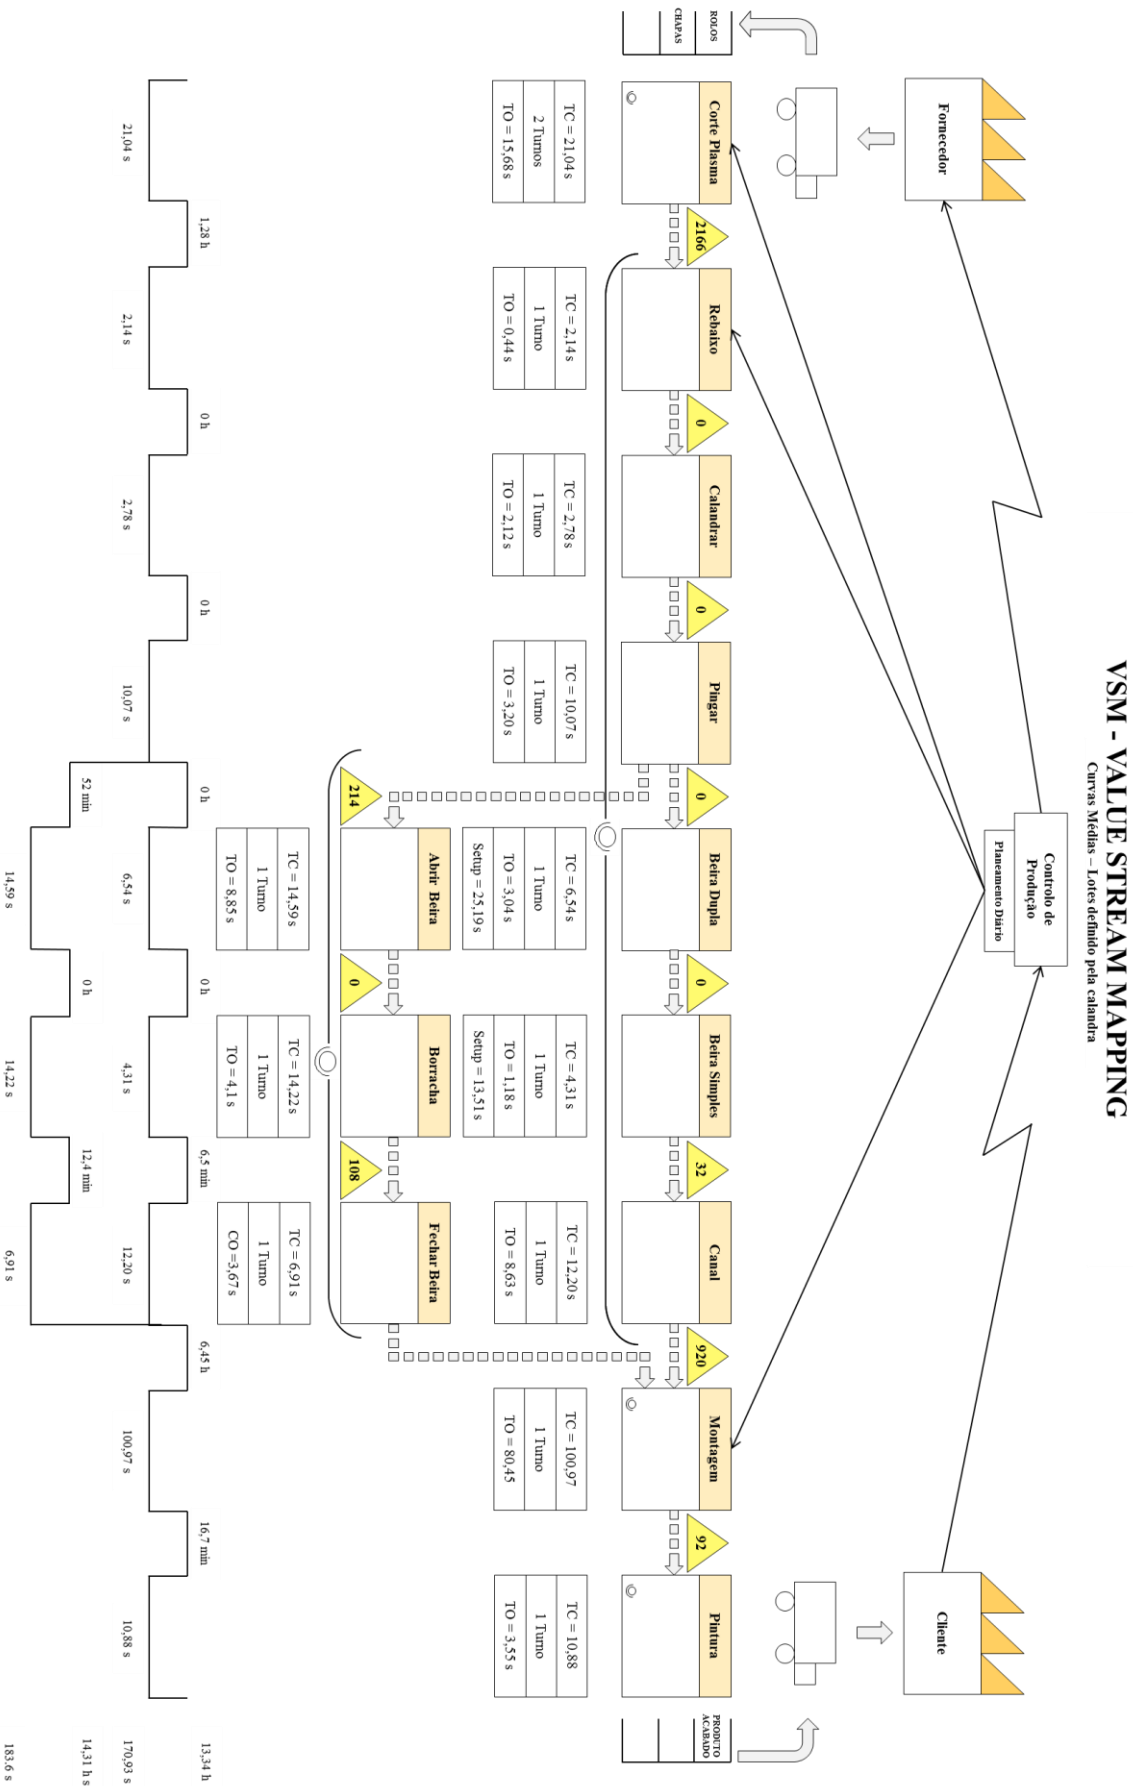 VSM - VALUE STREAM MAPPING
Curvas Médias – Lotes definido pela calandra
Fornecedor
Controlo de
Produção
Planeamento Diário
Cliente
ROLOS
CHAPAS
PRODUTO
ACABADO
Corte Plasma
2166
Rebaixo
0
Calandrar
0
Pingar
0
Beira Dupla
0
Beira Simples
32
Canal
920
Montagem
92
Pintura
TC = 21,04 s
2 Turnos
TO = 15,68 s
TC = 2,14 s
1 Turno
TO = 0,44 s
TC = 2,78 s
1 Turno
TO = 2,12 s
TC = 10,07 s
1 Turno
TO = 3,20 s
TC = 6,54 s
1 Turno
TO = 3,04 s
Setup = 25,19 s
TC = 4,31 s
1 Turno
TO = 1,18 s
Setup = 13,51 s
TC = 12,20 s
1 Turno
TO = 8,63 s
TC = 100,97
1 Turno
TO = 80,45
TC = 10,88
1 Turno
TO = 3,55 s
214
Abrir Beira
0
Borracha
108
Fechar Beira
TC = 14,59s
1 Turno
TO = 8,85 s
TC = 14,22 s
1 Turno
TO = 4,1 s
TC = 6,91 s
1 Turno
CO =3,67 s
1,28 h
0 h
0 h
0 h
0 h
6,5 min
6,45 h
16,7 min
13,34 h
21,04 s
2,14 s
2,78 s
10,07 s
6,54 s
4,31 s
12,20 s
100,97 s
10,88 s
170,93 s
52 min
0 h
12,4 min
14,31 h s
14,59 s
14,22 s
6,91 s
183,6 s